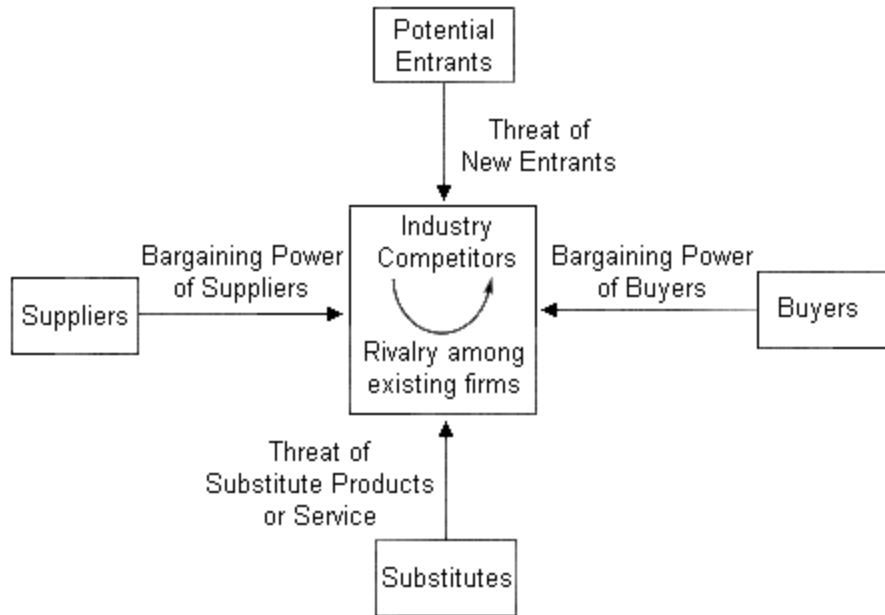 Potential
Entrants
Threat of
New Entrants
Industry
Competitors
Bargaining Power
of Suppliers
Bargaining Power
of Buyers
Suppliers
Buyers
Rivalry among
existing firms
Threat of
Substitute Products
or Service
Substitutes